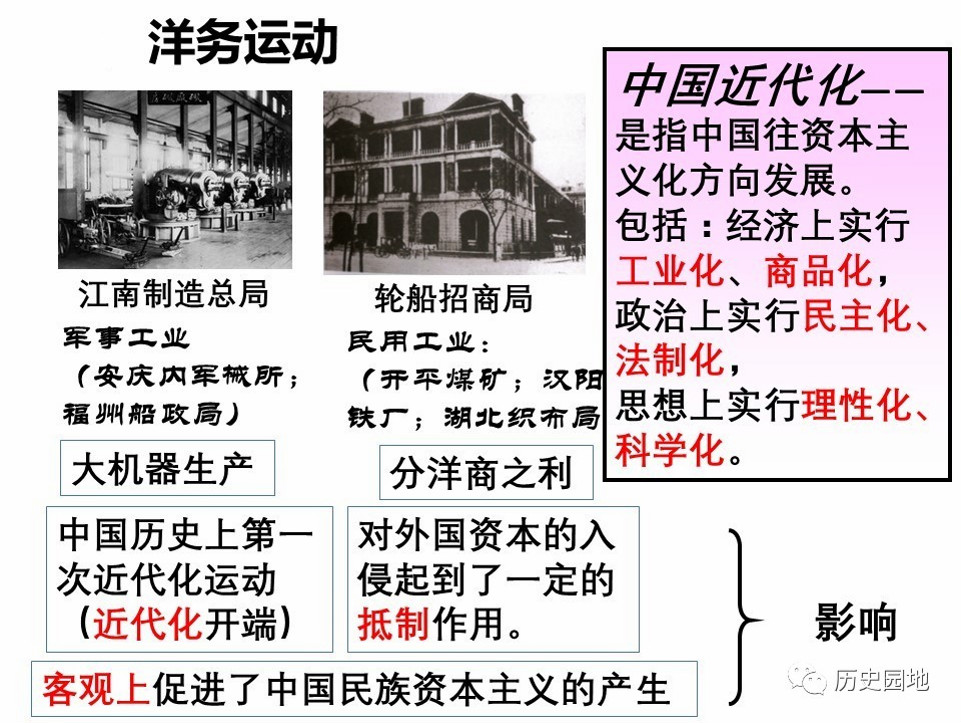 洋务运动
江南制造总局
军事工业
（安庆内军械所；
福州船政局）
大机器生产
轮船招商局
民用工业：
（开平煤矿；汉阳
铁厂；湖北织布局
分洋商之利
中国近代化——
是指中国往资本主
义化方向发展。
包括：经济上实行
工业化、商品化，
政治上实行民主化、
法制化，
思想上实行理性化、
科学化。
中国历史上第一
次近代化运动
（近代化开端）
对外国资本的入
侵起到了一定的
抵制作用。
客观上促进了中国民族资本主义的产生
影响
历史园地